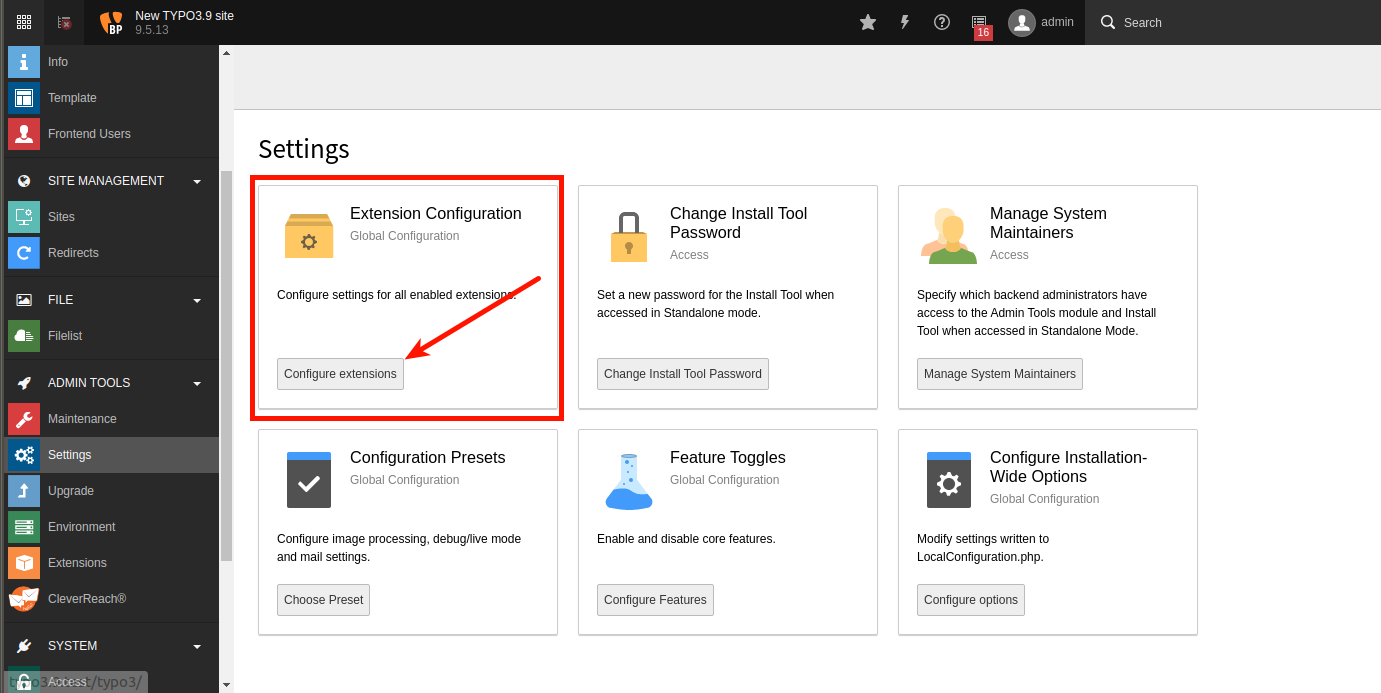 BP
New TYPO3.9 site
9.5.13
16
admin
Search
Info
Template
Frontend Users
SITE MANAGEMENT
Sites
Redirects
FILE
Filelist
ADMIN TOOLS
Maintenance
Settings
Upgrade
Environment
Extensions
CleverReach®
SYSTEM
Access
Settings
Extension Configuration
Global Configuration
Configure settings for all enabled extensions.
Configure extensions
Change Install Tool
Password
Access
Set a new password for the Install Tool when
accessed in Standalone mode.
Change Install Tool Password
Manage System
Maintainers
Access
Specify which backend administrators have
access to the Admin Tools module and Install
Tool when accessed in Standalone Mode.
Manage System Maintainers
Configuration Presets
Global Configuration
Configure image processing, debug/live mode
and mail settings.
Choose Preset
Feature Toggles
Global Configuration
Enable and disable core features.
Configure Features
Configure Installation-
Wide Options
Global Configuration
Modify settings written to
LocalConfiguration.php.
Configure options